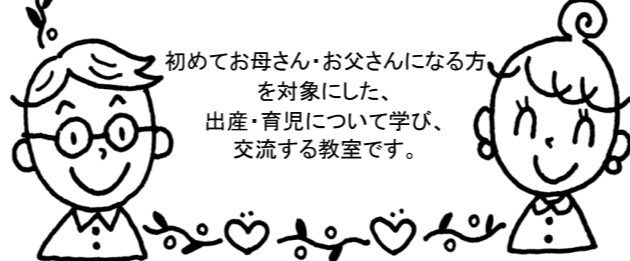 初めてお母さん・お父さんになる方
を対象にした、
出産・育児について学び、
交流する教室です。